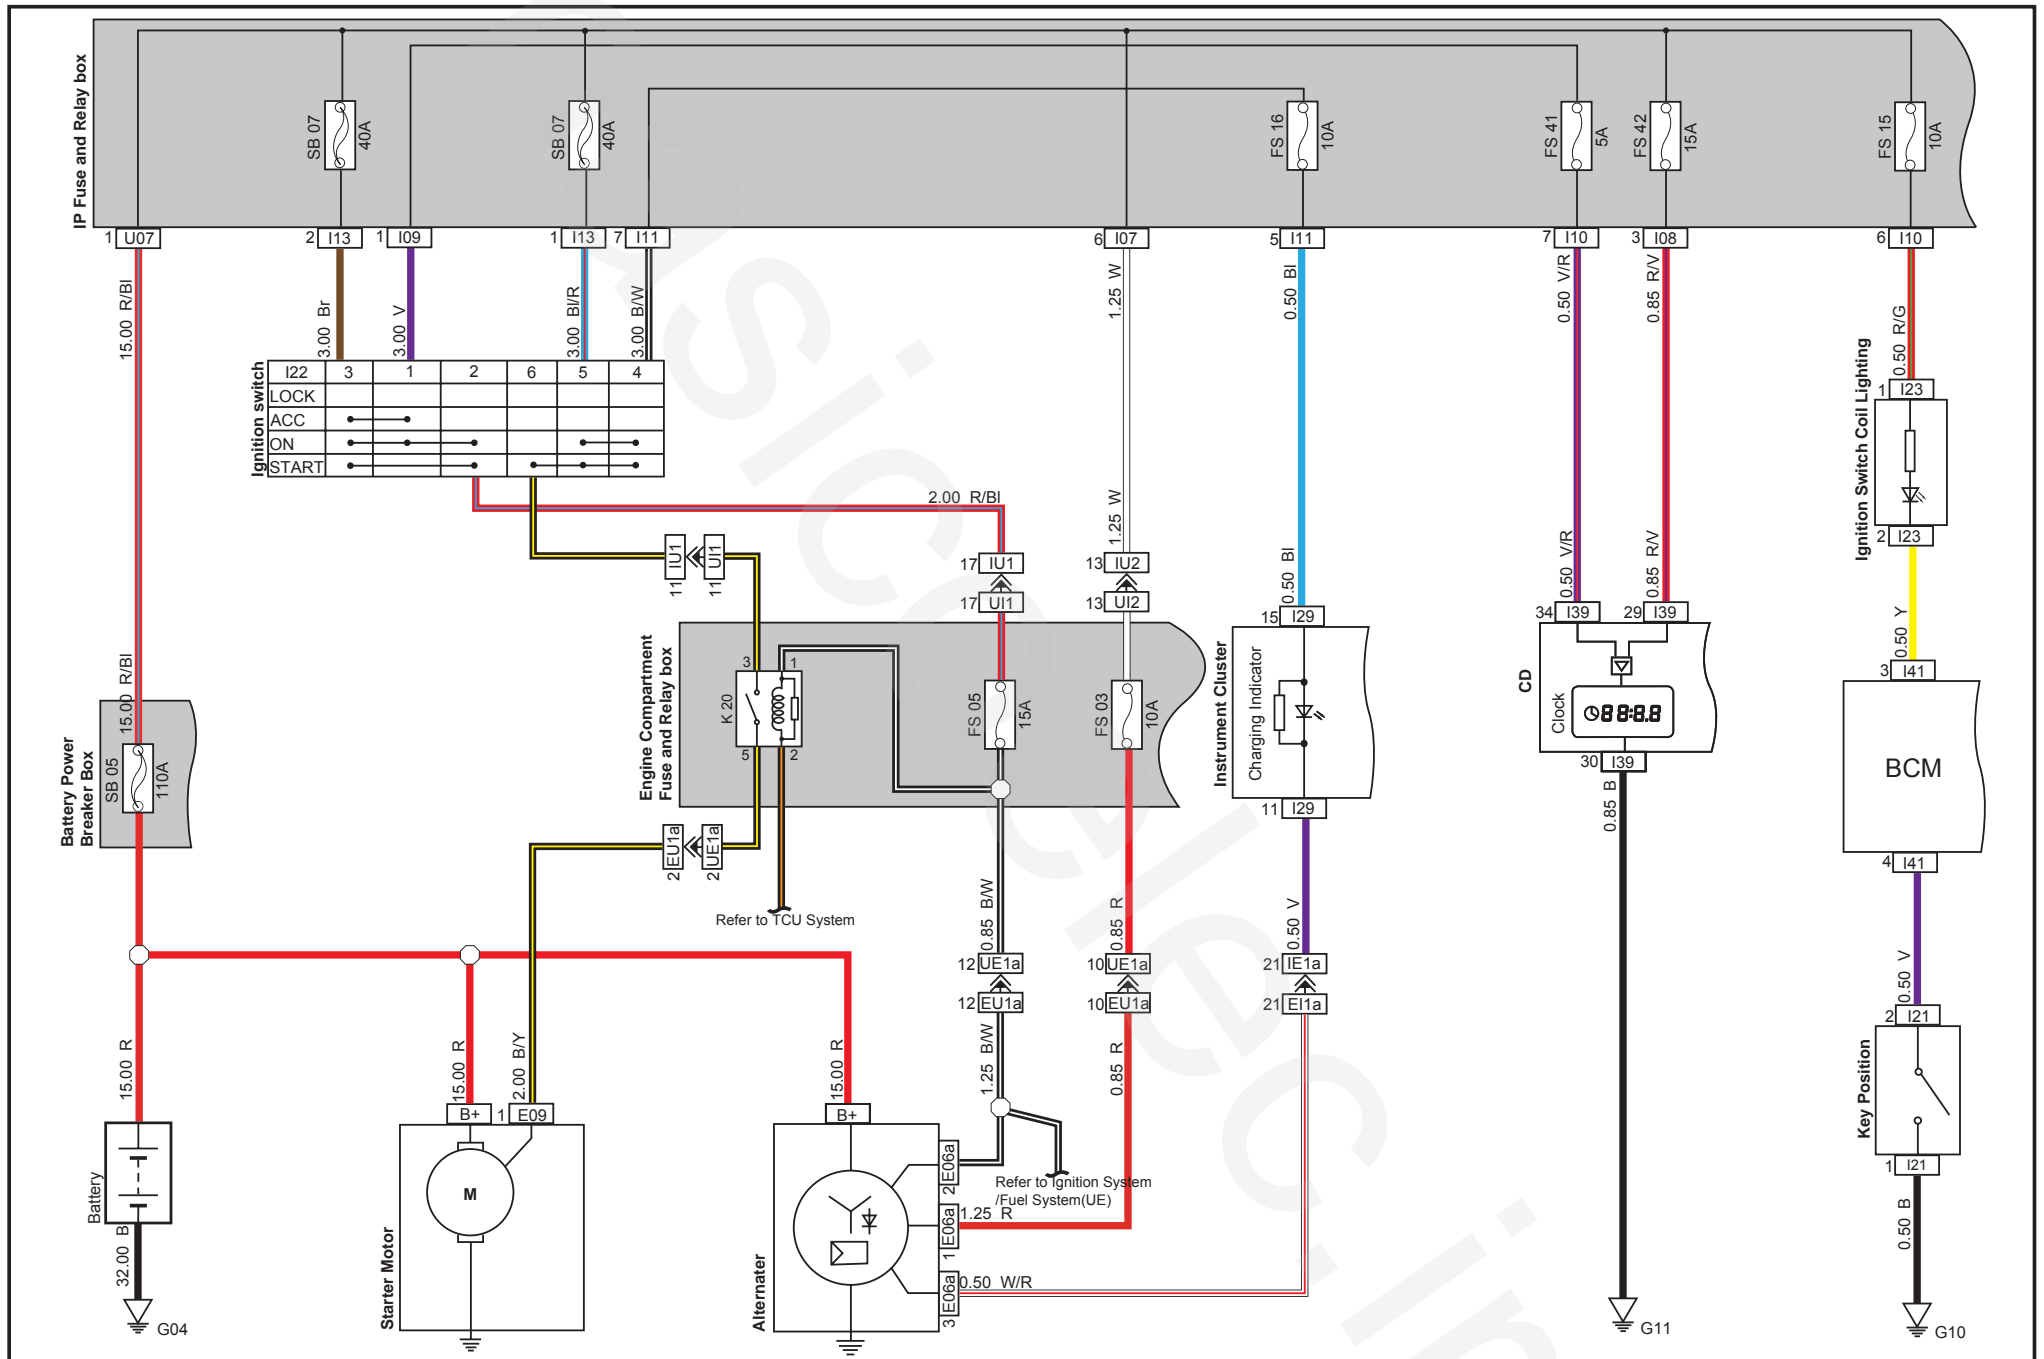 IP Fuse and Relay box
SB 07
40A
SB 07
40A
FS 16
10A
FS 41
5A
FS 42
15A
FS 15
10A
1 U07
2 I13
1 I09
1 I13
7 I11
6 I07
5 I11
7 I10
3 I08
6 I10
15.00 R/Bl
3.00 Br
3.00 V
3.00 Bl/R
3.00 B/W
1.25 W
0.50 Bl
0.50 V/R
0.85 R/V
0.50 R/G
Ignition switch
I22 3 1 2 6 5 4
LOCK
ACC
ON
START
2.00 R/Bl
1.25 W
0.50 Bl
0.50 V/R
0.85 R/V
Ignition Switch Coil Lighting
1 I23
2 I23
0.50 Y
11 IU1
11 UI1
17 IU1
17 UI1
13 IU2
13 UI2
15 I29
34 I39
29 I39
3 I41
15.00 R/Bl
15.00 R/Bl
Battery Power
Breaker Box
SB 05
110A
Engine Compartment
Fuse and Relay box
3
1
K 20
5
2
FS 05
15A
FS 03
10A
Instrument Cluster
Charging Indicator
11 I29
CD
Clock
88:8.8
30 I39
0.85 B
BCM
4 I41
2 EU1a
2 UE1a
Refer to TCU System
0.85 B/W
0.85 R
0.50 V
0.50 V
12 UE1a
12 EU1a
10 UE1a
10 EU1a
21 IE1a
21 EI1a
15.00 R
15.00 R
2.00 B/Y
15.00 R
1.25 B/W
0.85 R
2 I21
Key Position
1 I21
0.50 B
Battery
32.00 B
G04
B+
1 E09
M
Starter Motor
B+
Alternater
2 E06a
1 E06a
3 E06a
Refer to Ignition System
/Fuel System(UE)
1.25 R
0.50 W/R
G11
G10